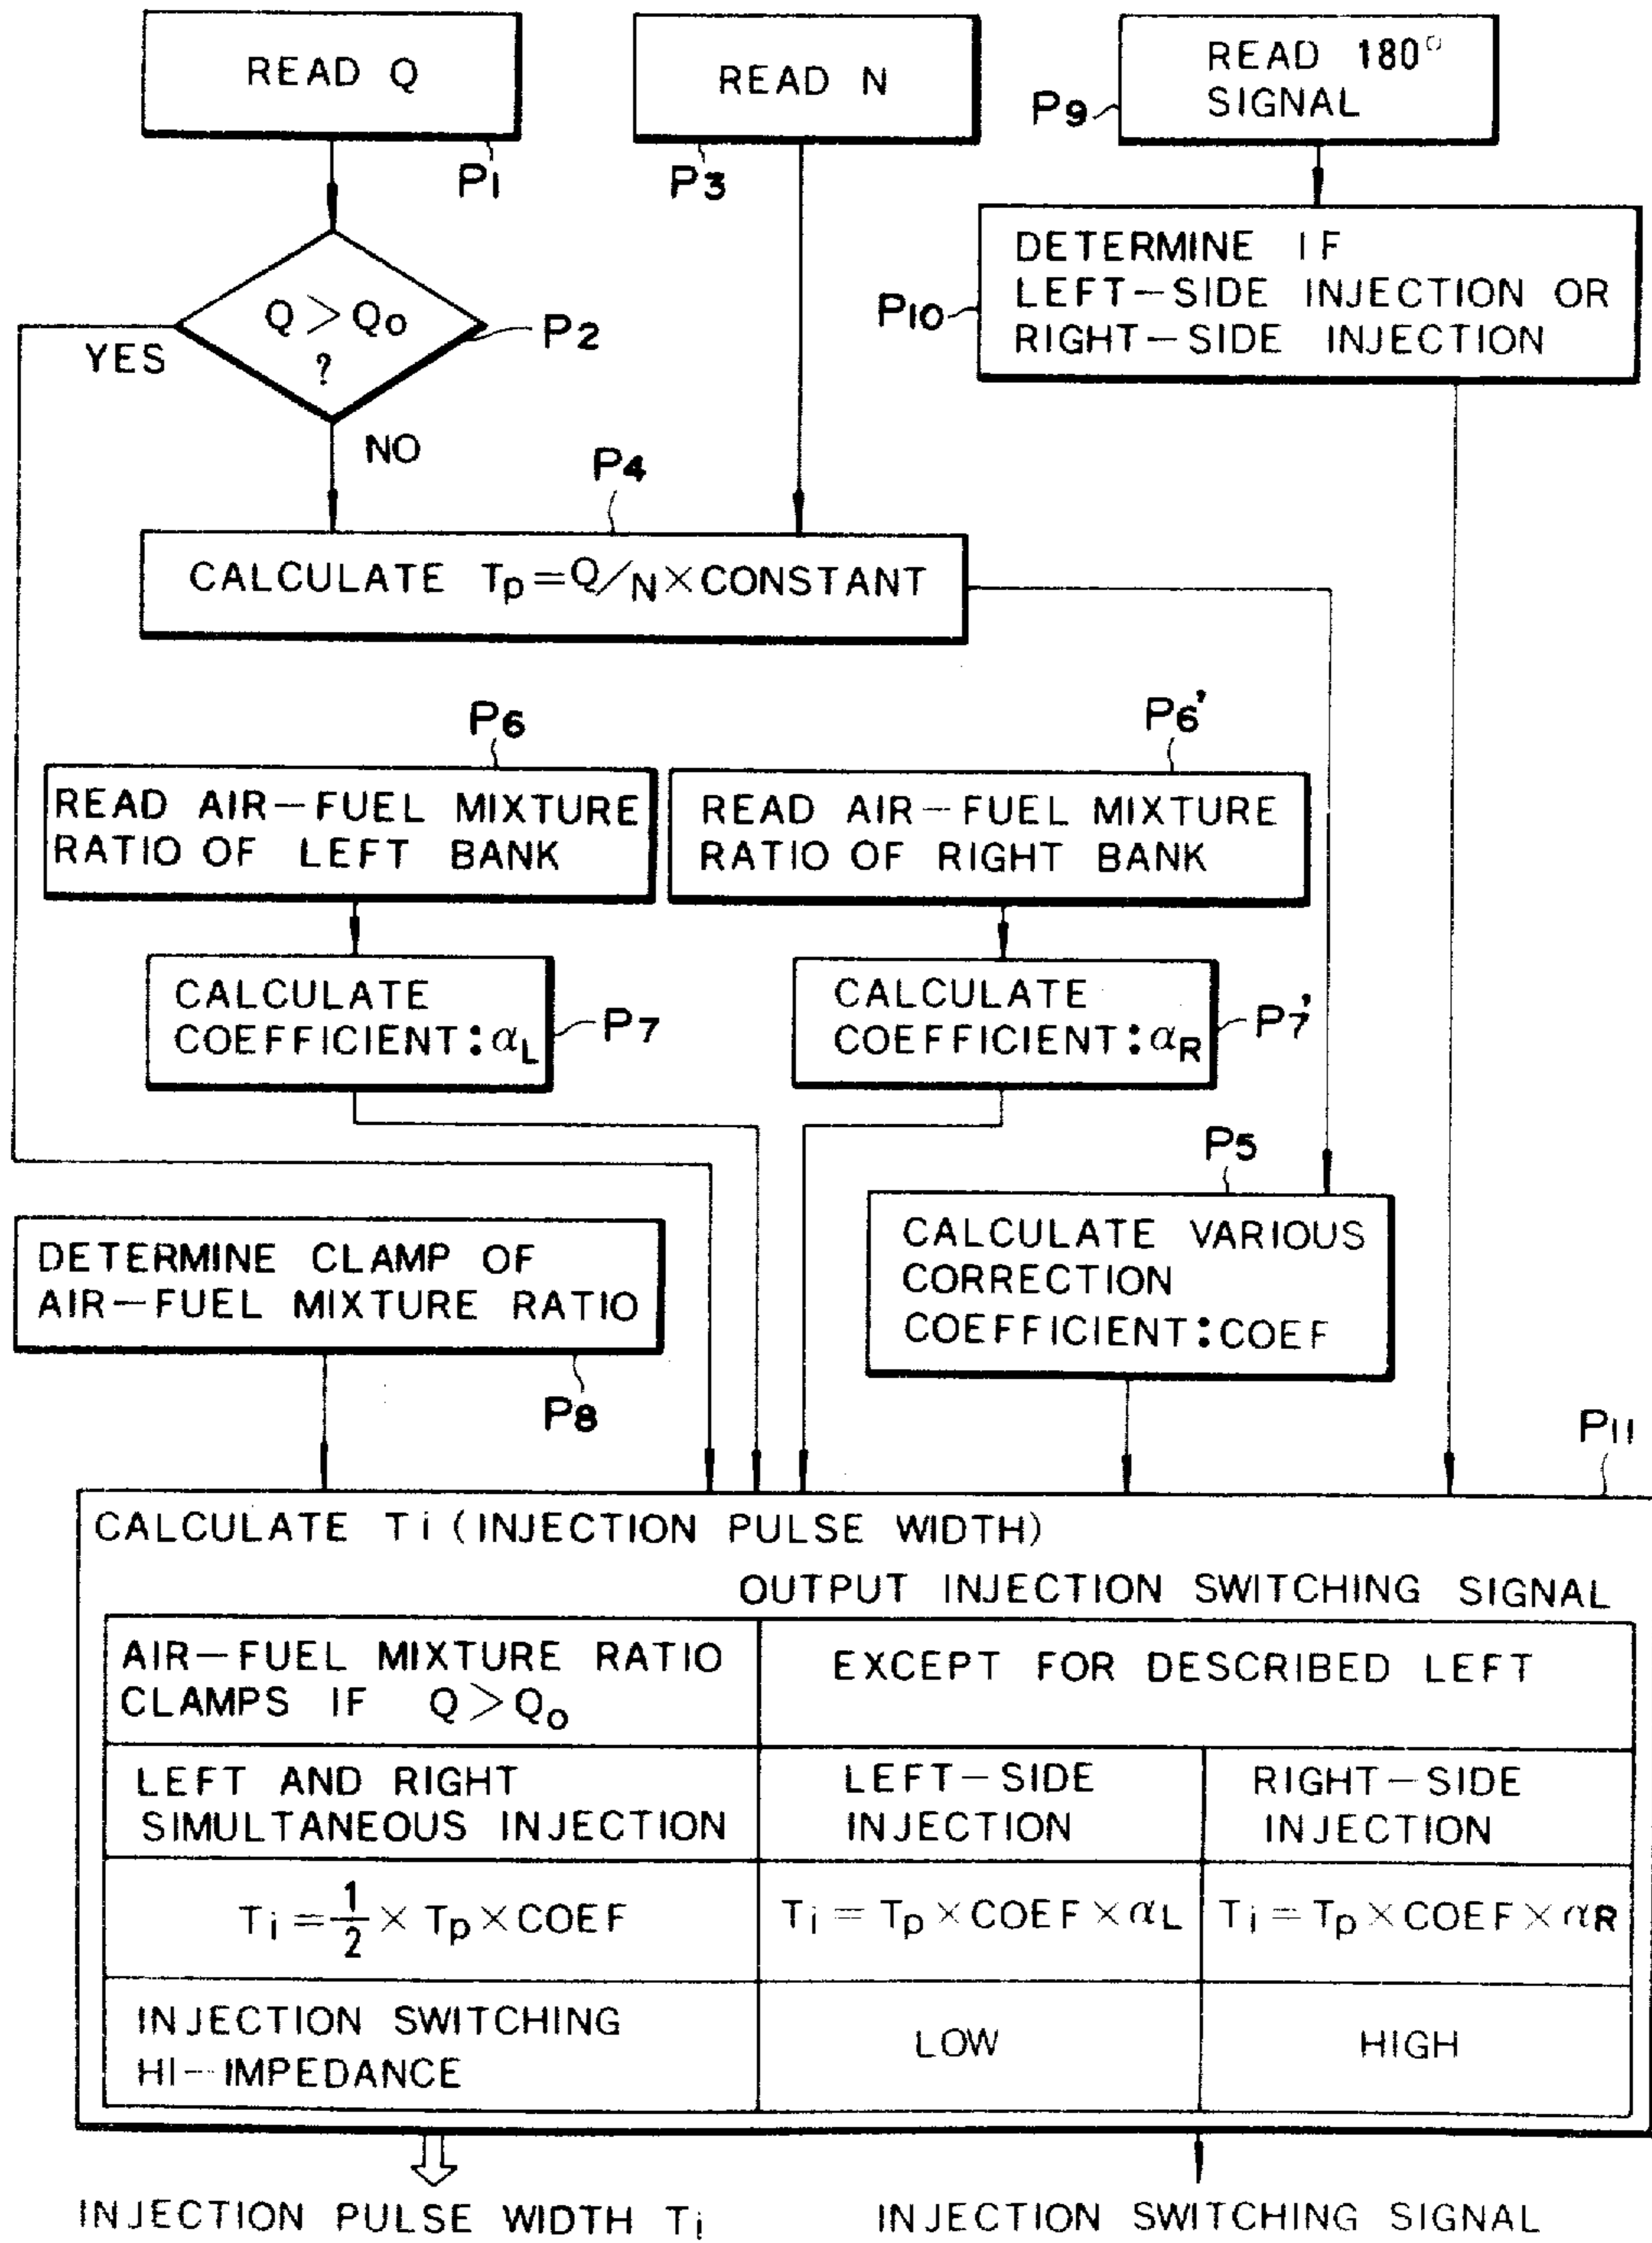 READ Q
P1
READ N
P3
READ 180°
SIGNAL
P9
DETERMINE IF
LEFT-SIDE INJECTION OR
RIGHT-SIDE INJECTION
P10
Q > Qo
?
P2
YES
NO
P4
CALCULATE Tp=Q/N×CONSTANT
P6
READ AIR-FUEL MIXTURE
RATIO OF LEFT BANK
P6'
READ AIR-FUEL MIXTURE
RATIO OF RIGHT BANK
CALCULATE
COEFFICIENT:αL
P7
CALCULATE
COEFFICIENT:αR
P7'
P5
CALCULATE VARIOUS
CORRECTION
COEFFICIENT:COEF
DETERMINE CLAMP OF
AIR-FUEL MIXTURE RATIO
P8
P11
CALCULATE Ti (INJECTION PULSE WIDTH)
OUTPUT INJECTION SWITCHING SIGNAL
AIR-FUEL MIXTURE RATIO
CLAMPS IF Q>Qo
EXCEPT FOR DESCRIBED LEFT
LEFT AND RIGHT
SIMULTANEOUS INJECTION
LEFT-SIDE
INJECTION
RIGHT-SIDE
INJECTION
Ti=1/2×Tp×COEF
Ti=Tp×COEF×αL
Ti=Tp×COEF×αR
INJECTION SWITCHING
HI-IMPEDANCE
LOW
HIGH
INJECTION PULSE WIDTH Ti
INJECTION SWITCHING SIGNAL